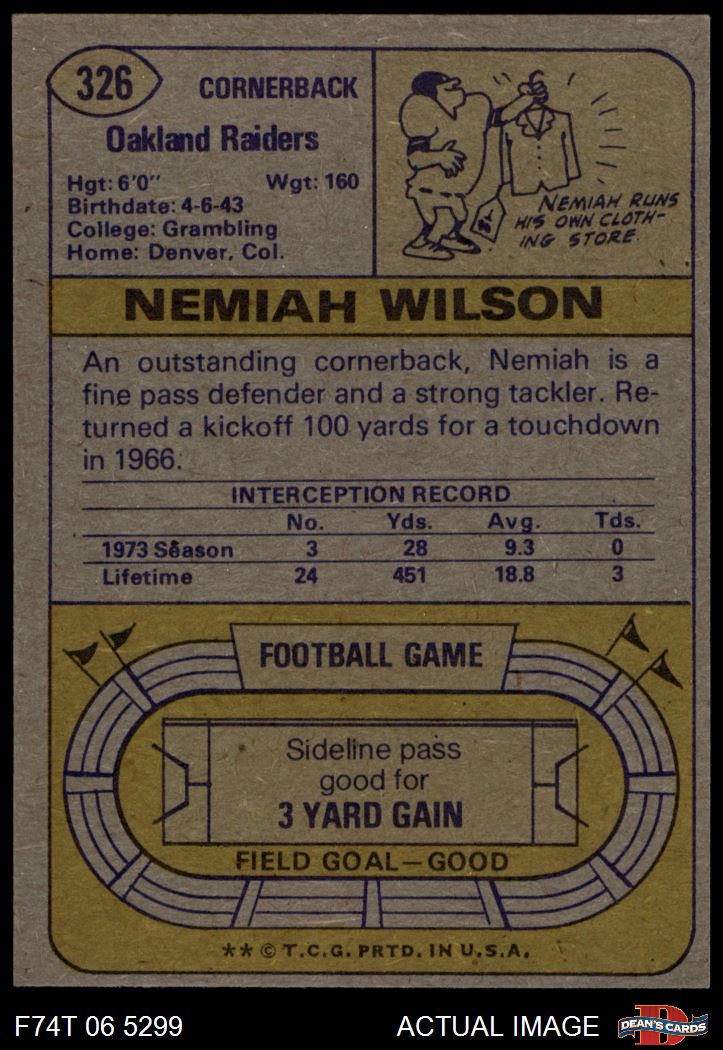 326
CORNERBACK
Oakland Raiders
Hgt: 6'0" Wgt: 160
Birthdate: 4-6-43
College: Grambling
Home: Denver, Col.
NEMIAH RUNS
HIS OWN CLOTH-
ING STORE.
NEMIAH WILSON
An outstanding cornerback, Nemiah is a
fine pass defender and a strong tackler. Re-
turned a kickoff 100 yards for a touchdown
in 1966.
INTERCEPTION RECORD
No. Yds. Avg. Tds.
1973 Season 3 28 9.3 0
Lifetime 24 451 18.8 3
FOOTBALL GAME
Sideline pass
good for
3 YARD GAIN
FIELD GOAL—GOOD
** © T.C.G. PRTD. IN U.S.A.
F74T 06 5299 ACTUAL IMAGE
DEAN'S CARDS